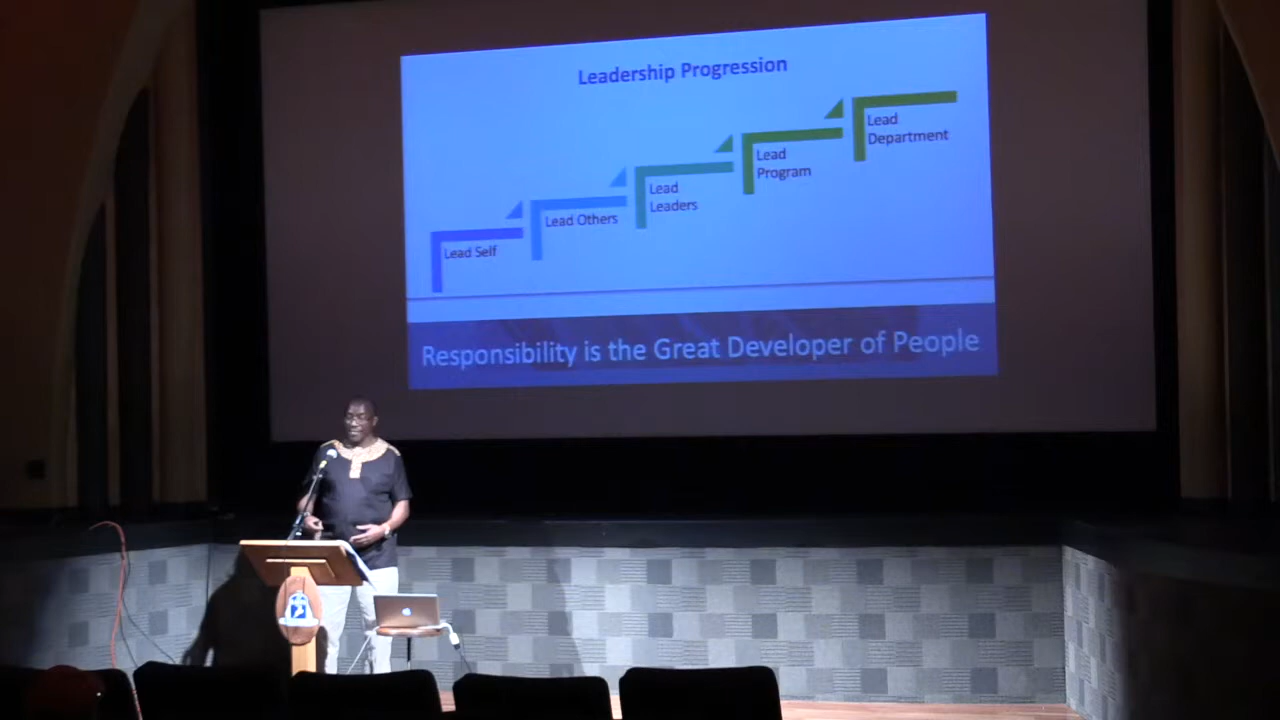 Leadership Progression
Lead Self
Lead Others
Lead
Leaders
Lead
Program
Lead
Department
Responsibility is the Great Developer of People